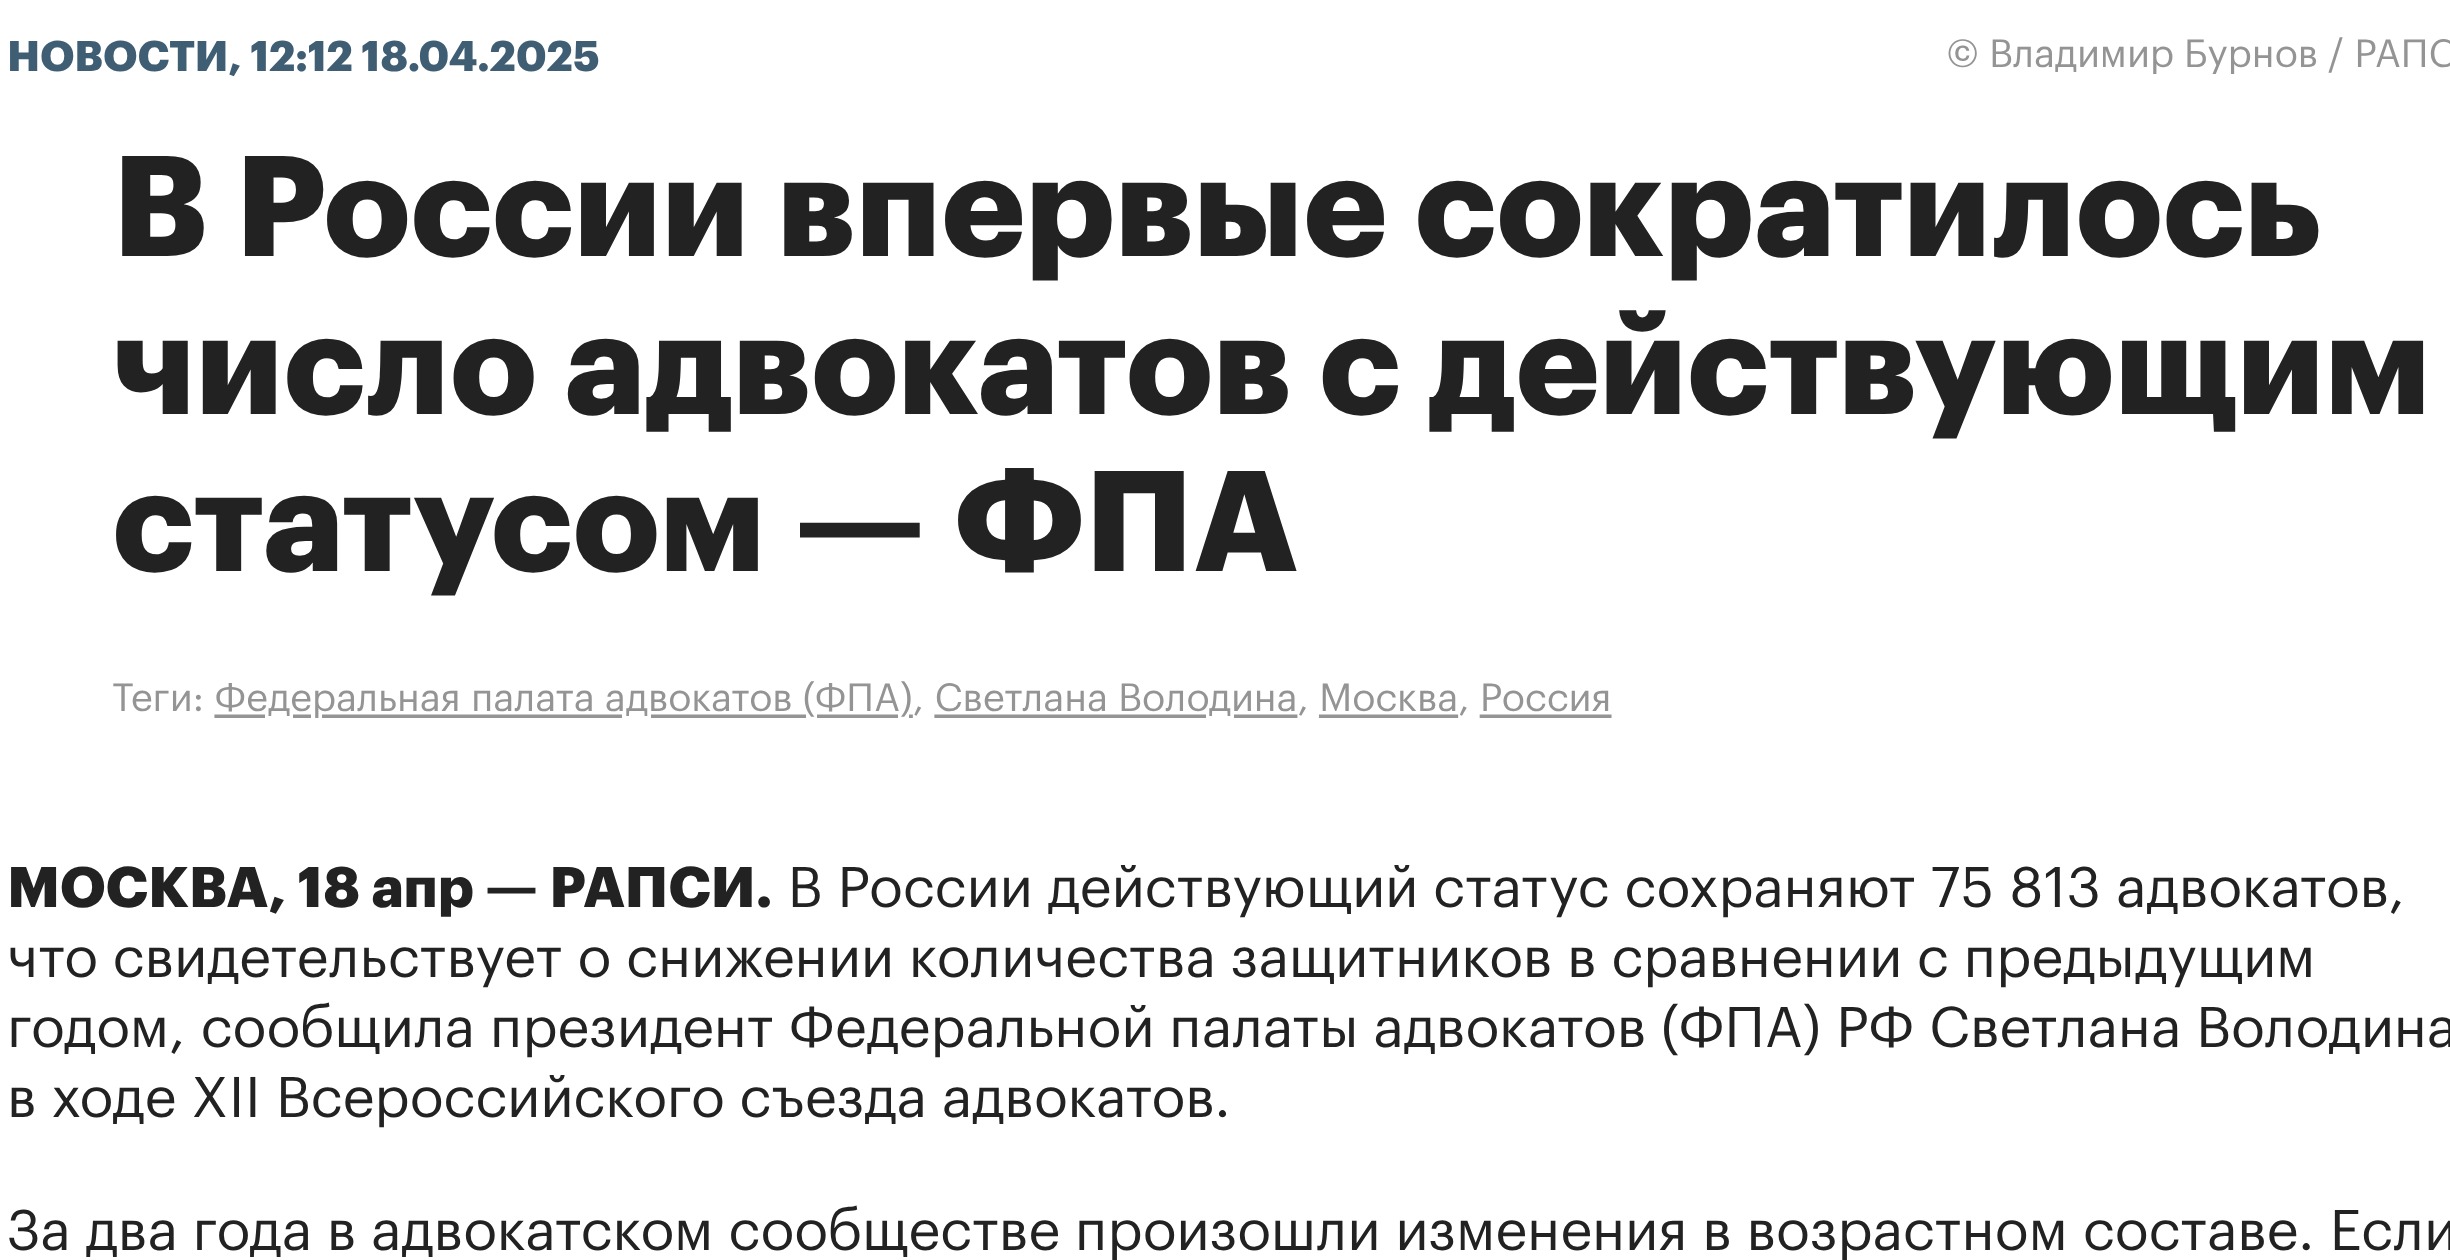 НОВОСТИ, 12:12 18.04.2025
© Владимир Бурнов / РАПС
В России впервые сократилось
число адвокатов с действующим
статусом — ФПА
Теги: Федеральная палата адвокатов (ФПА), Светлана Володина, Москва, Россия
МОСКВА, 18 апр — РАПСИ. В России действующий статус сохраняют 75 813 адвокатов,
что свидетельствует о снижении количества защитников в сравнении с предыдущим
годом, сообщила президент Федеральной палаты адвокатов (ФПА) РФ Светлана Володина
в ходе XII Всероссийского съезда адвокатов.
За два года в адвокатском сообществе произошли изменения в возрастном составе. Если